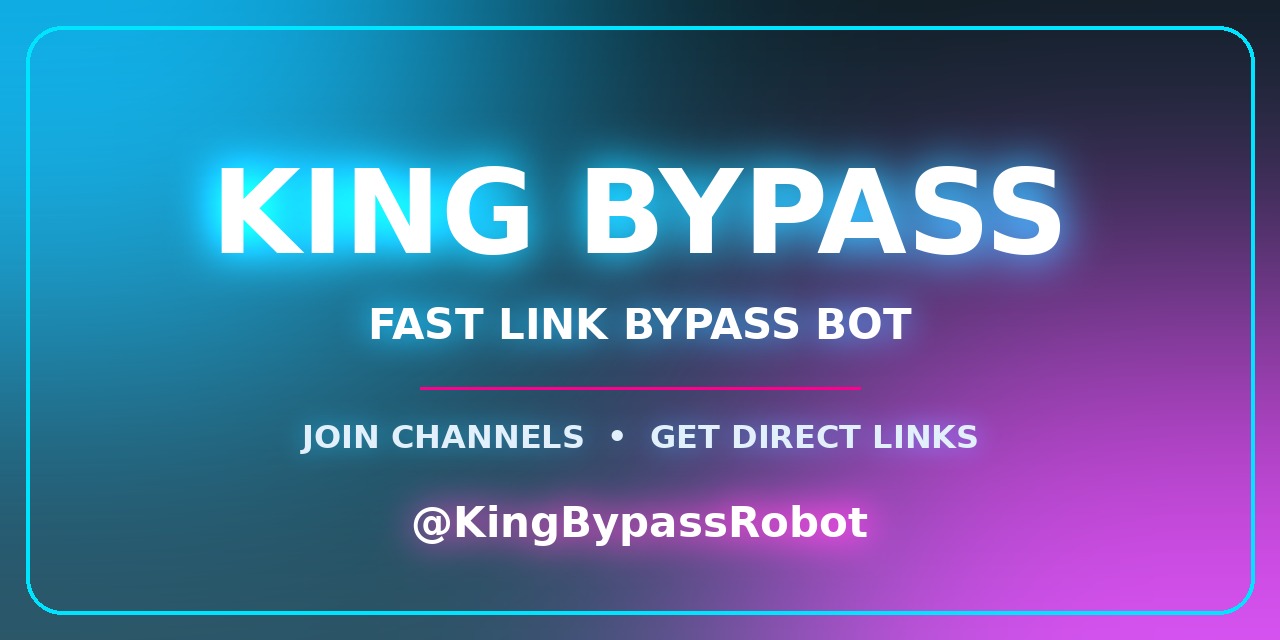 KING BYPASS
FAST LINK BYPASS BOT
JOIN CHANNELS • GET DIRECT LINKS
@KingBypassRobot